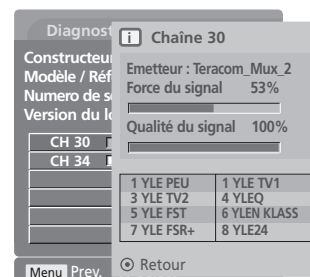 Diagnost
Constructeu
Modèle / Réf
Numero de s
Version du lo
CH 30
CH 34
Menu Prev.
i Chaîne 30
Emetteur : Teracom_Mux_2
Force du signal 53%
Qualité du signal 100%
1 YLE PEU 1 YLE TV1
3 YLE TV2 4 YLEQ
5 YLE FST 6 YLEN KLASS
7 YLE FSR+ 8 YLE24
Retour